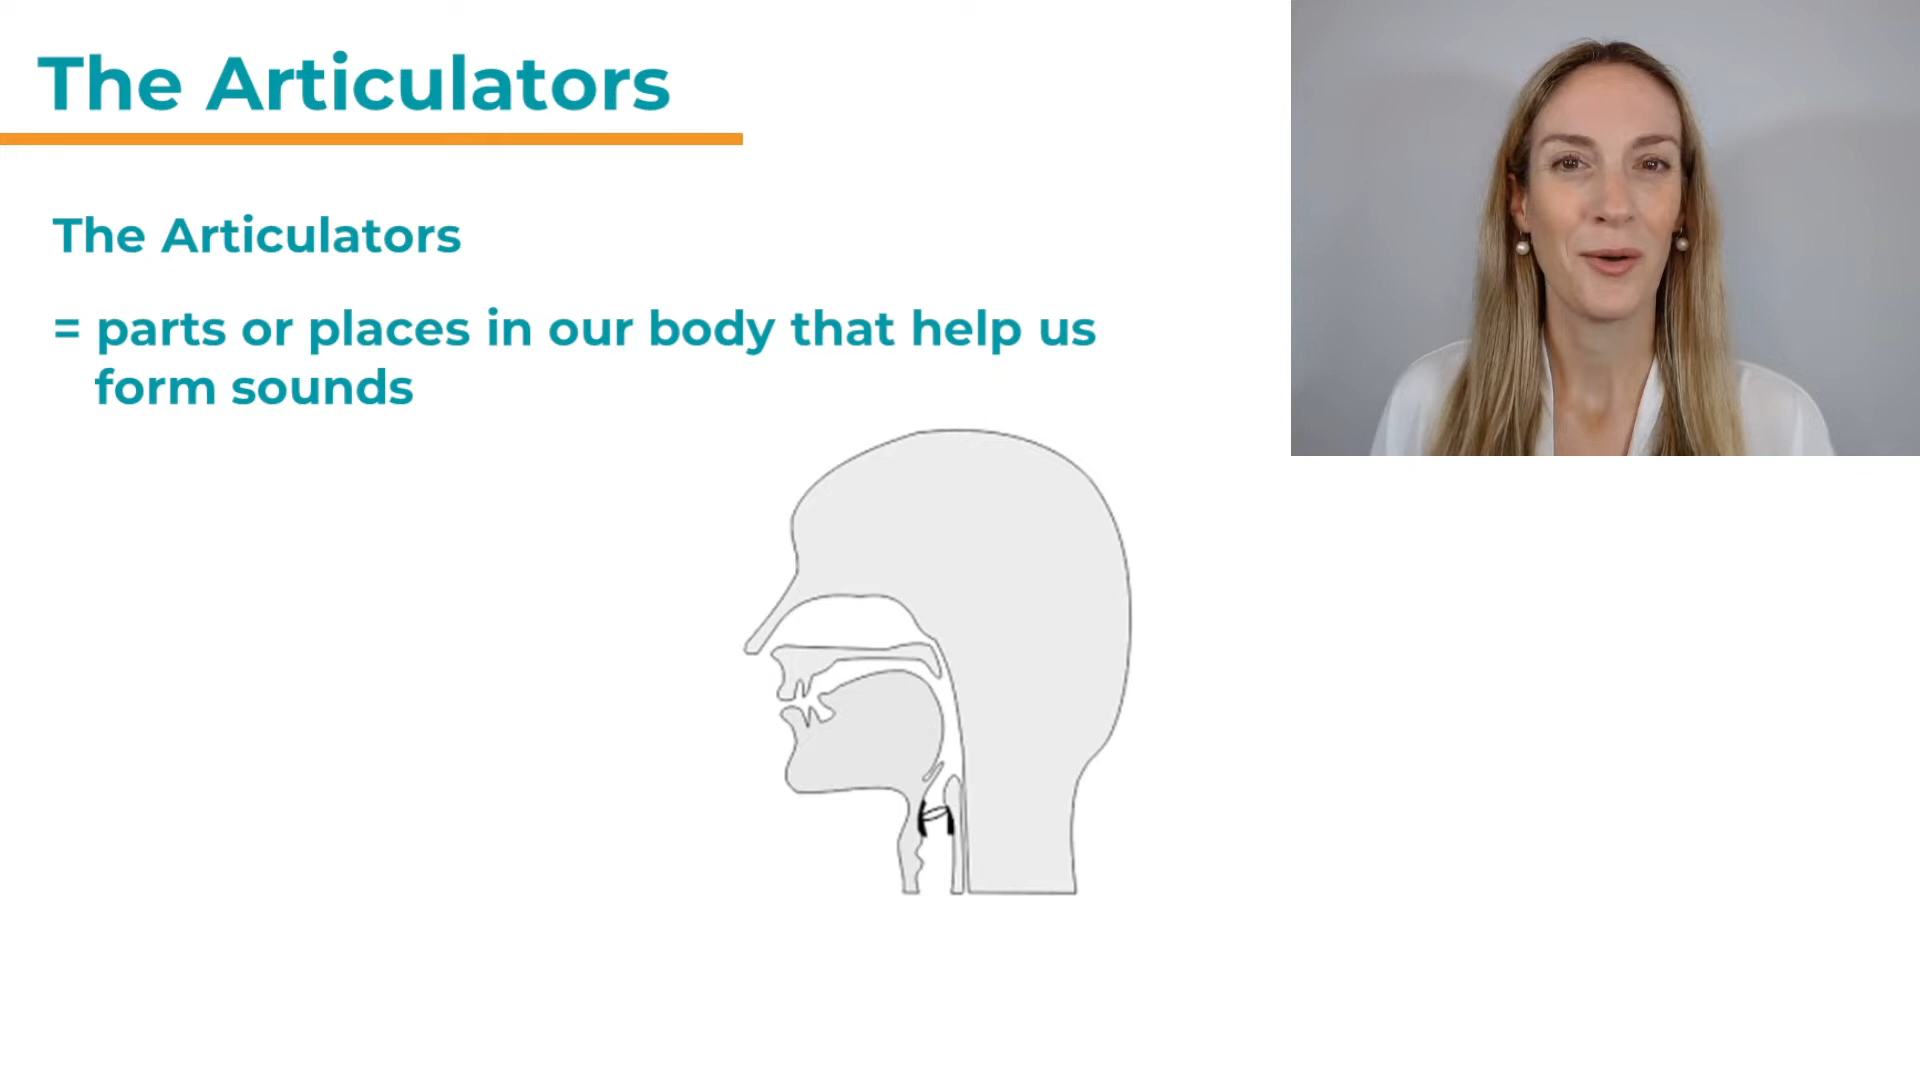 The Articulators
The Articulators
= parts or places in our body that help us
form sounds